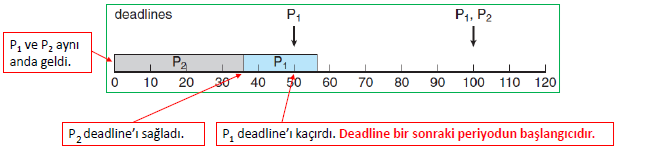 deadlines P₁ P₁, P₂
P₁ ve P₂ aynı
anda geldi.
P₂ P₁
0 10 20 30 40 50 60 70 80 90 100 110 120
P₂ deadline'ı sağladı.
P₁ deadline'ı kaçırdı. Deadline bir sonraki periyodun başlangıcıdır.